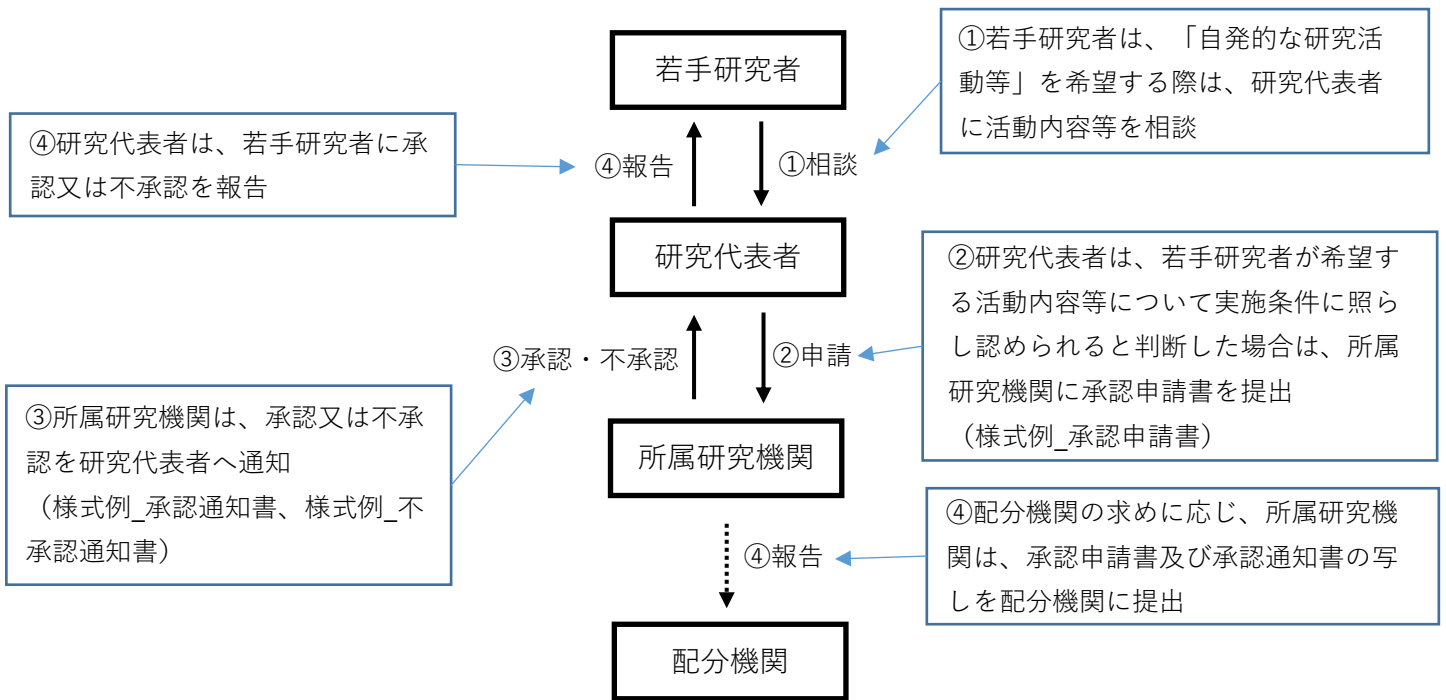 若手研究者
①若手研究者は、「自発的な研究活
動等」を希望する際は、研究代表者
に活動内容等を相談
④研究代表者は、若手研究者に承
認又は不承認を報告
④報告
①相談
研究代表者
②研究代表者は、若手研究者が希望す
る活動内容等について実施条件に照ら
し認められると判断した場合は、所属
研究機関に承認申請書を提出
（様式例_承認申請書）
③承認・不承認
②申請
③所属研究機関は、承認又は不承
認を研究代表者へ通知
（様式例_承認通知書、様式例_不
承認通知書）
所属研究機関
④配分機関の求めに応じ、所属研究機
関は、承認申請書及び承認通知書の写
しを配分機関に提出
④報告
配分機関